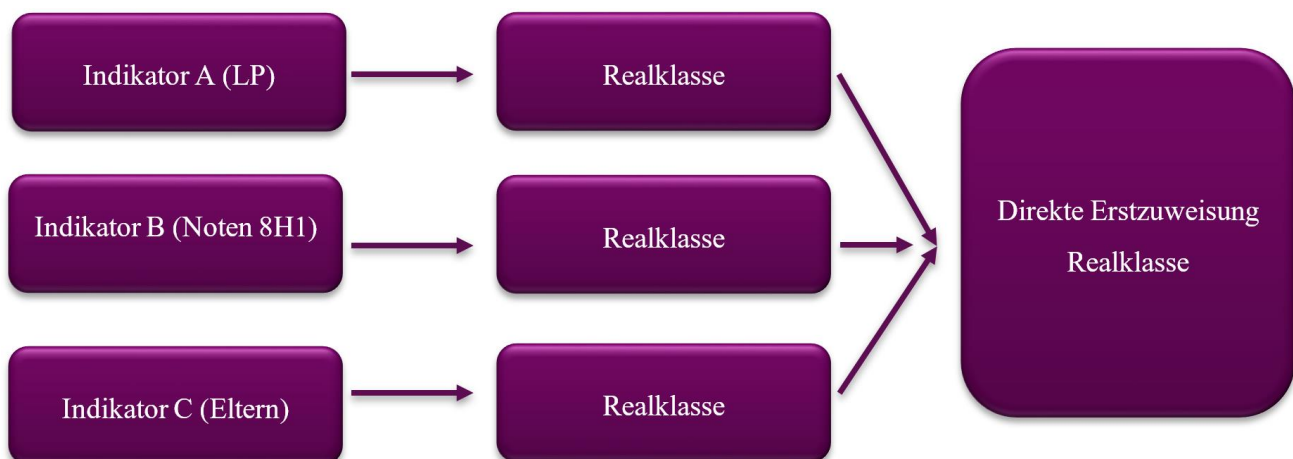 Indikator A (LP)
Realklasse
Indikator B (Noten 8H1)
Realklasse
Indikator C (Eltern)
Realklasse
Direkte Erstzuweisung
Realklasse